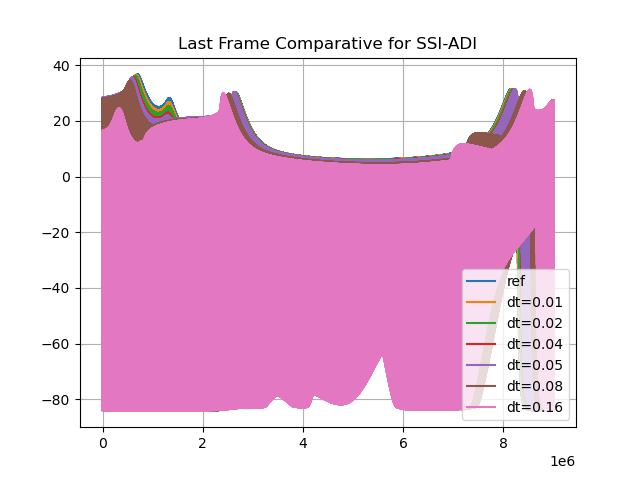 Last Frame Comparative for SSI-ADI
40
20
0
−20
−40
−60
−80
ref
dt=0.01
dt=0.02
dt=0.04
dt=0.05
dt=0.08
dt=0.16
0 2 4 6 8
1e6